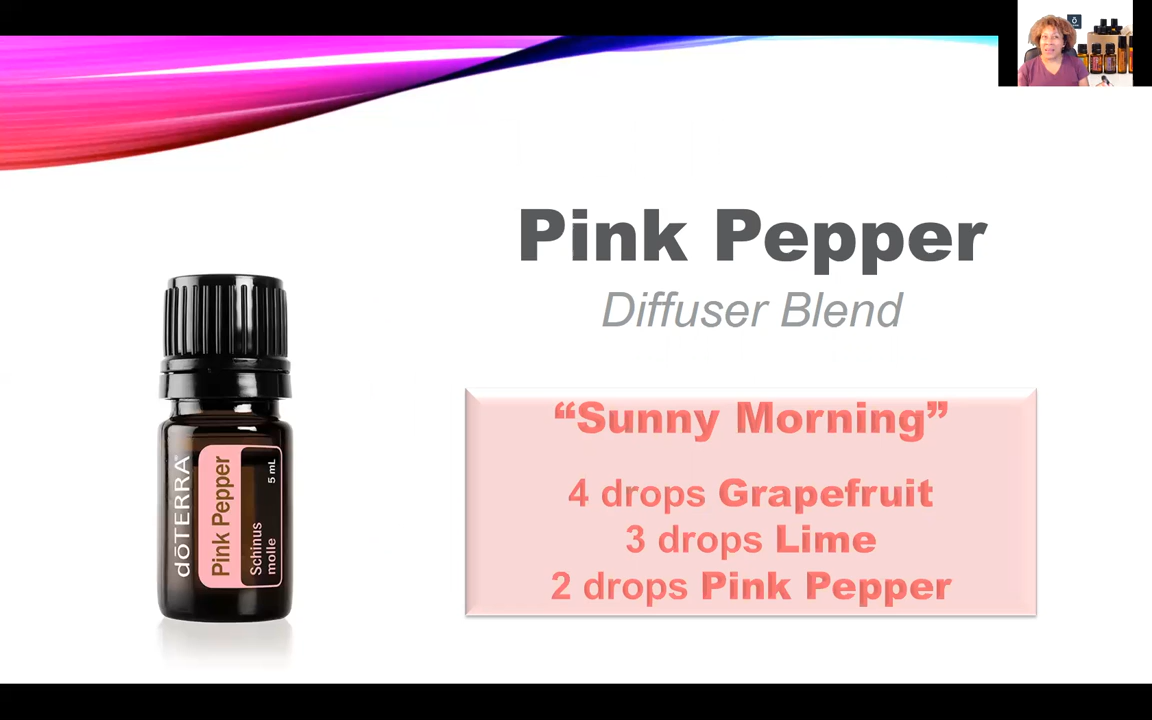 Pink Pepper
Diffuser Blend
“Sunny Morning”
4 drops Grapefruit
3 drops Lime
2 drops Pink Pepper
dōTERRA®
Pink Pepper
Schinus
molle
5 mL